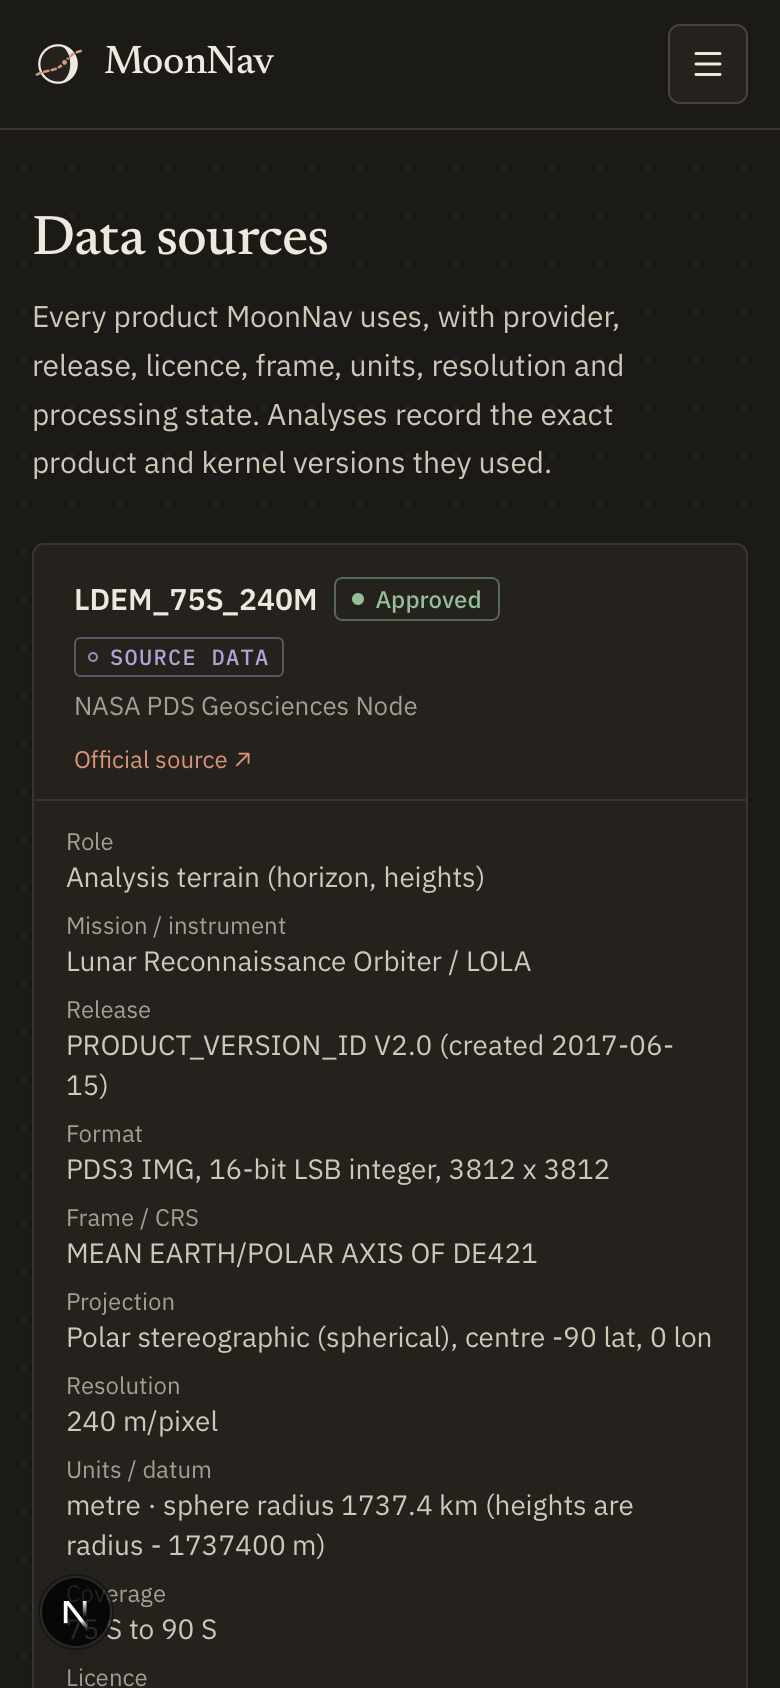 MoonNav
Data sources
Every product MoonNav uses, with provider,
release, licence, frame, units, resolution and
processing state. Analyses record the exact
product and kernel versions they used.
LDEM_75S_240M Approved
SOURCE DATA
NASA PDS Geosciences Node
Official source ↗
Role
Analysis terrain (horizon, heights)
Mission / instrument
Lunar Reconnaissance Orbiter / LOLA
Release
PRODUCT_VERSION_ID V2.0 (created 2017-06-
15)
Format
PDS3 IMG, 16-bit LSB integer, 3812 x 3812
Frame / CRS
MEAN EARTH/POLAR AXIS OF DE421
Projection
Polar stereographic (spherical), centre -90 lat, 0 lon
Resolution
240 m/pixel
Units / datum
metre · sphere radius 1737.4 km (heights are
radius - 1737400 m)
Coverage
75 S to 90 S
N
Licence